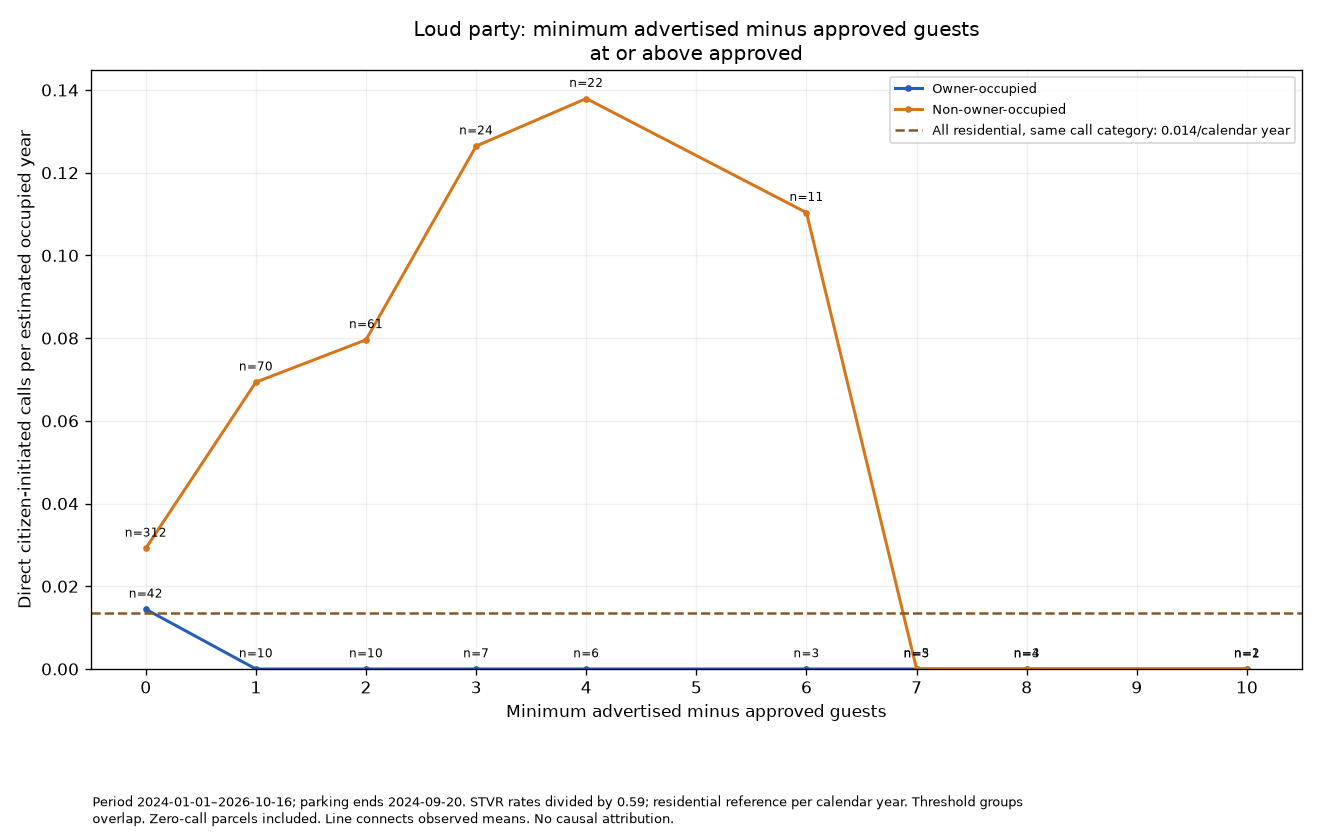 Loud party: minimum advertised minus approved guests
at or above approved
Direct citizen-initiated calls per estimated occupied year
0.14
0.12
0.10
0.08
0.06
0.04
0.02
0.00
Owner-occupied
Non-owner-occupied
All residential, same call category: 0.014/calendar year
n=22
n=24
n=11
n=61
n=70
n=312
n=42
n=10
n=10
n=7
n=6
n=3
0
1
2
3
4
5
6
7
8
9
10
Minimum advertised minus approved guests
Period 2024-01-01–2026-10-16; parking ends 2024-09-20. STVR rates divided by 0.59; residential reference per calendar year. Threshold groups
overlap. Zero-call parcels included. Line connects observed means. No causal attribution.